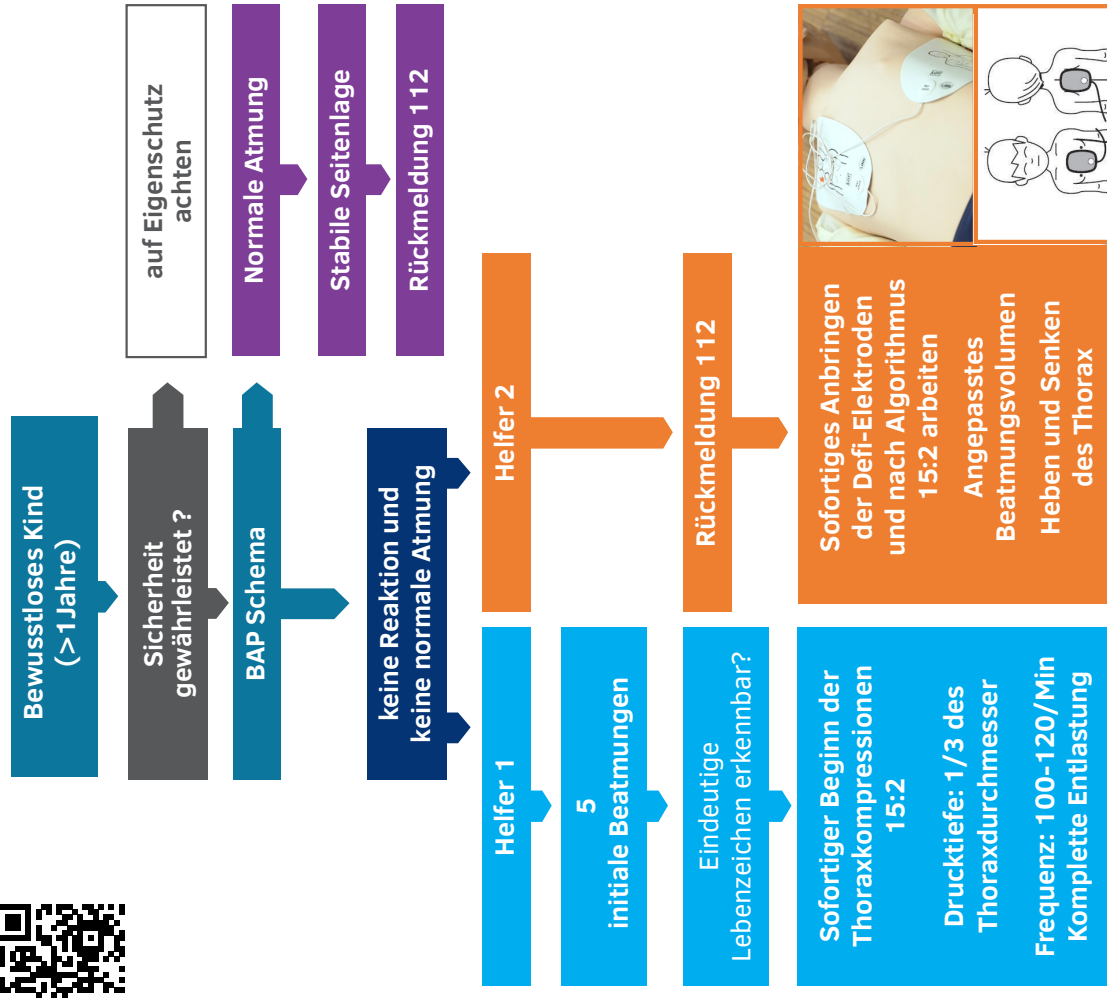 Bewusstloses Kind
(>1Jahre)
Sicherheit
gewährleistet ?
auf Eigenschutz
achten
BAP Schema
Normale Atmung
Stabile Seitenlage
Rückmeldung 112
keine Reaktion und
keine normale Atmung
Helfer 1
5
initiale Beatmungen
Eindeutige
Lebenzeichen erkennbar?
Sofortiger Beginn der
Thoraxkompressionen
15:2
Drucktiefe: 1/3 des
Thoraxdurchmesser
Frequenz: 100-120/Min
Komplette Entlastung
Helfer 2
Rückmeldung 112
Sofortiges Anbringen
der Defi-Elektroden
und nach Algorithmus
15:2 arbeiten
Angepasstes
Beatmungsvolumen
Heben und Senken
des Thorax